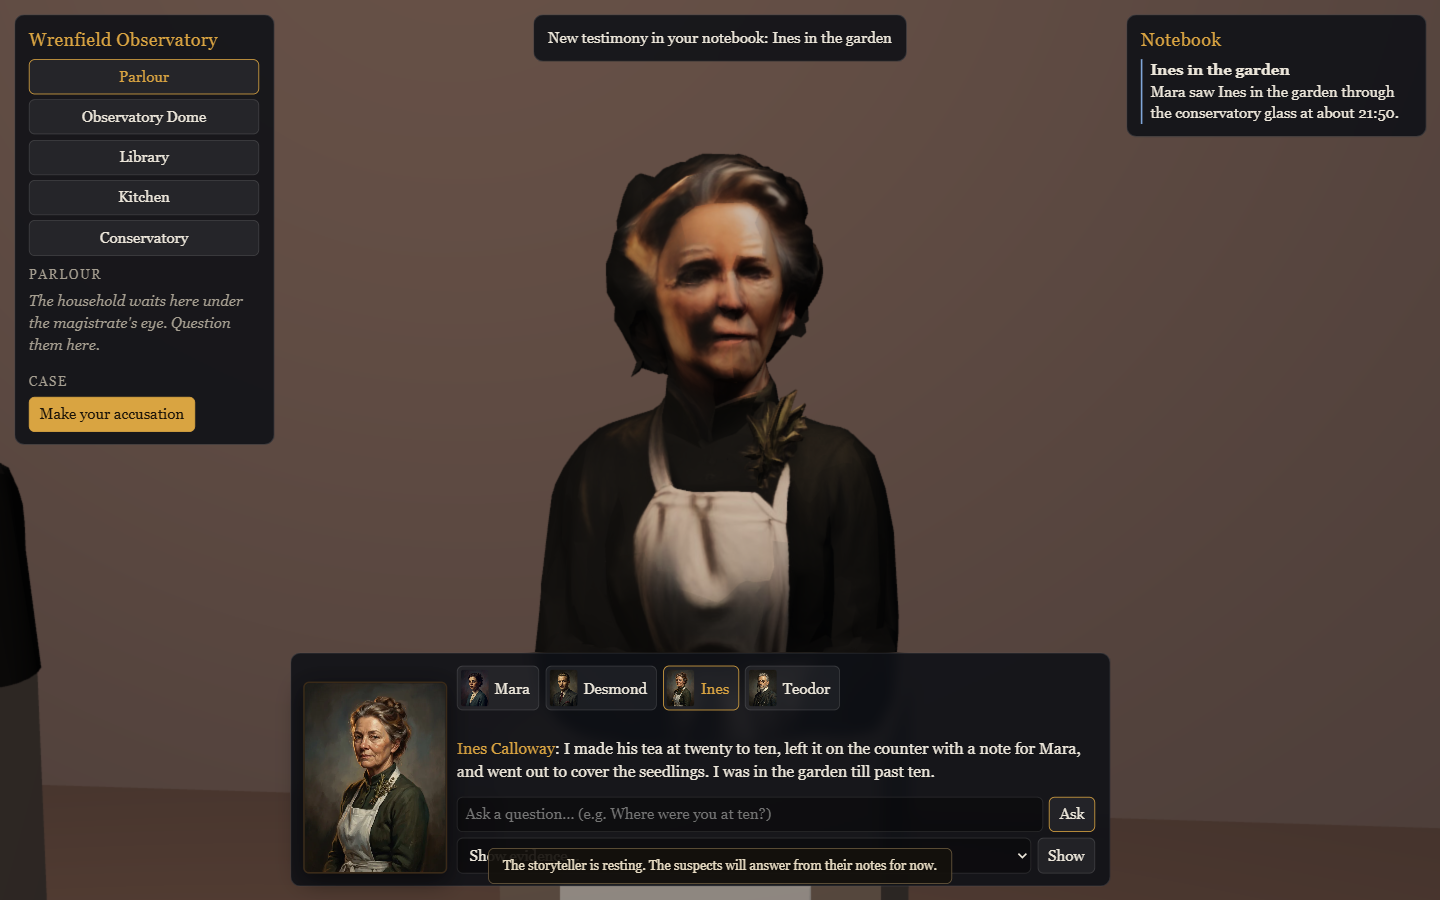 Wrenfield Observatory
Parlour
Observatory Dome
Library
Kitchen
Conservatory
PARLOUR
The household waits here under
the magistrate's eye. Question
them here.
CASE
Make your accusation
New testimony in your notebook: Ines in the garden
Notebook
Ines in the garden
Mara saw Ines in the garden through
the conservatory glass at about 21:50.
Mara
Desmond
Ines
Teodor
Ines Calloway: I made his tea at twenty to ten, left it on the counter with a note for Mara,
and went out to cover the seedlings. I was in the garden till past ten.
Ask a question... (e.g. Where were you at ten?)
Ask
Show evidence
Show
The storyteller is resting. The suspects will answer from their notes for now.